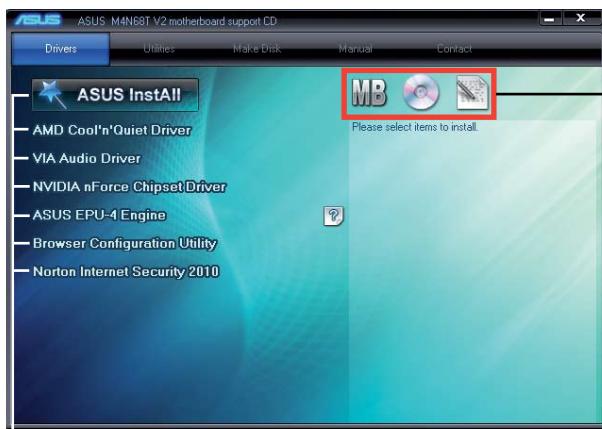 ASUS ASUS M4N68T V2 motherboard support CD
Drivers Utilities Make Disk Manual Contact
ASUS InstAll
MB
Please select items to install.
AMD Cool'n'Quiet Driver
VIA Audio Driver
NVIDIA nForce Chipset Driver
ASUS EPU-4 Engine
?
Browser Configuration Utility
Norton Internet Security 2010